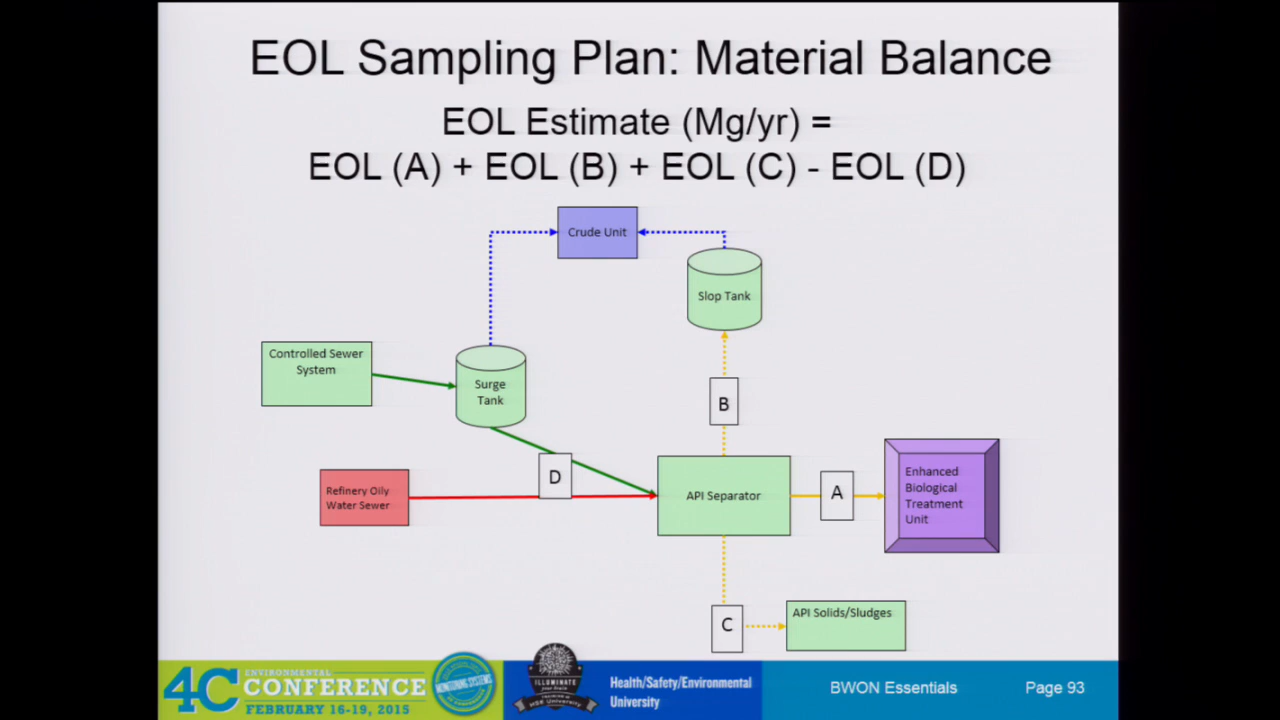 EOL Sampling Plan: Material Balance
EOL Estimate (Mg/yr) =
EOL (A) + EOL (B) + EOL (C) - EOL (D)
Crude Unit
Slop Tank
Controlled Sewer
System
Surge
Tank
B
D
Refinery Oily
Water Sewer
API Separator
A
Enhanced
Biological
Treatment
Unit
C
API Solids/Sludges
4C ENVIRONMENTAL
CONFERENCE
FEBRUARY 16-19, 2015
ILLUMINATE
Health/Safety/Environmental
University
BWON Essentials
Page 93